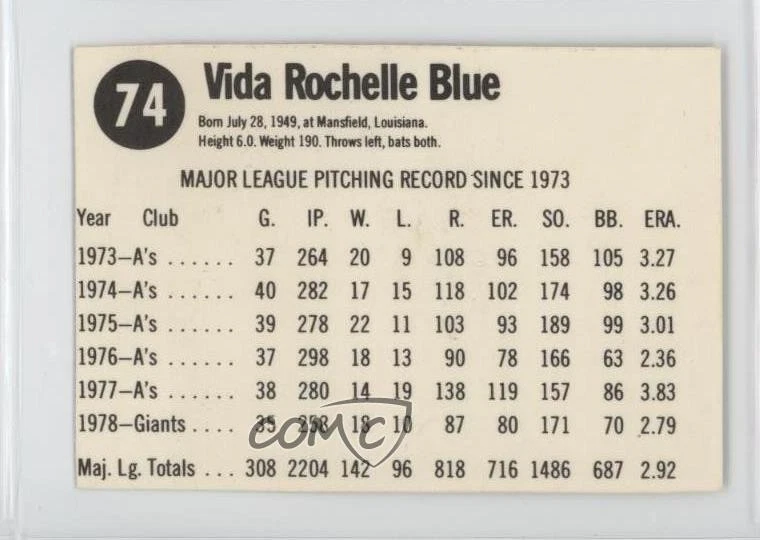 74
Vida Rochelle Blue
Born July 28, 1949, at Mansfield, Louisiana.
Height 6.0. Weight 190. Throws left, bats both.
MAJOR LEAGUE PITCHING RECORD SINCE 1973
Year Club G. IP. W. L. R. ER. SO. BB. ERA.
1973—A's ...... 37 264 20 9 108 96 158 105 3.27
1974—A's ...... 40 282 17 15 118 102 174 98 3.26
1975—A's ...... 39 278 22 11 103 93 189 99 3.01
1976—A's ...... 37 298 18 13 90 78 166 63 2.36
1977—A's ...... 38 280 14 19 138 119 157 86 3.83
1978—Giants .... 35 258 18 10 87 80 171 70 2.79
COMC
Maj. Lg. Totals ... 308 2204 142 96 818 716 1486 687 2.92